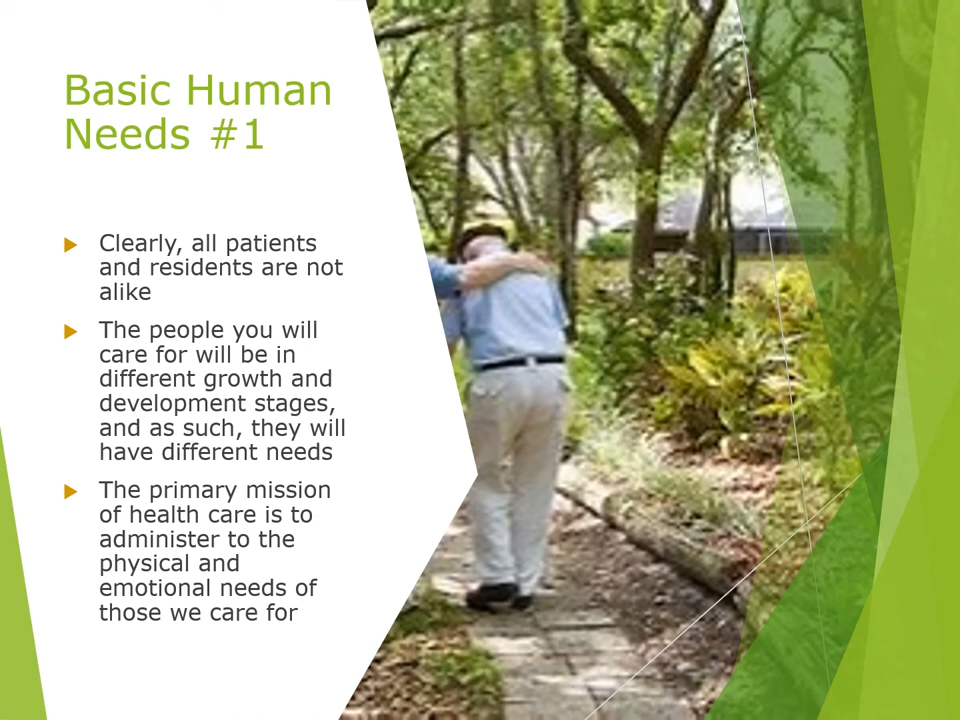 Basic Human
Needs #1
Clearly, all patients
and residents are not
alike
The people you will
care for will be in
different growth and
development stages,
and as such, they will
have different needs
The primary mission
of health care is to
administer to the
physical and
emotional needs of
those we care for